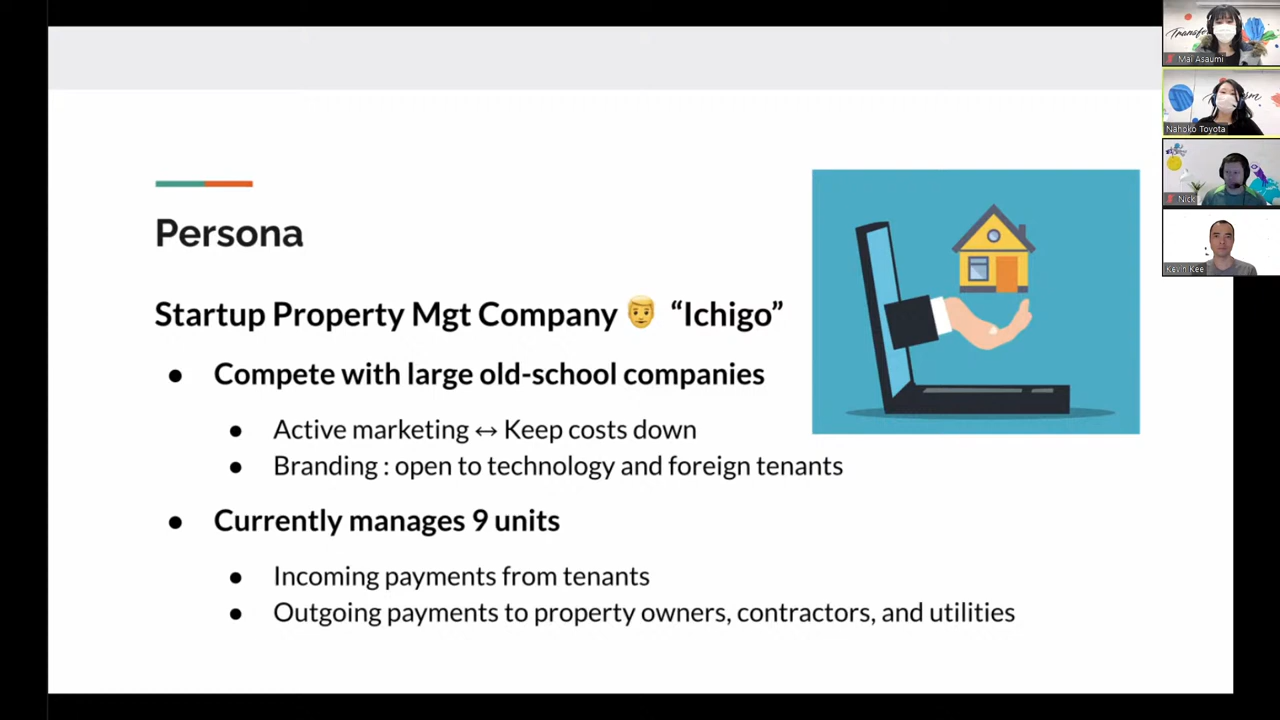 Persona
Startup Property Mgt Company 👨 “Ichigo”
● Compete with large old-school companies
● Active marketing ↔ Keep costs down
● Branding : open to technology and foreign tenants
● Currently manages 9 units
● Incoming payments from tenants
● Outgoing payments to property owners, contractors, and utilities
Mai Asaumi
Nahoko Toyota
Nick
Kevin Kee